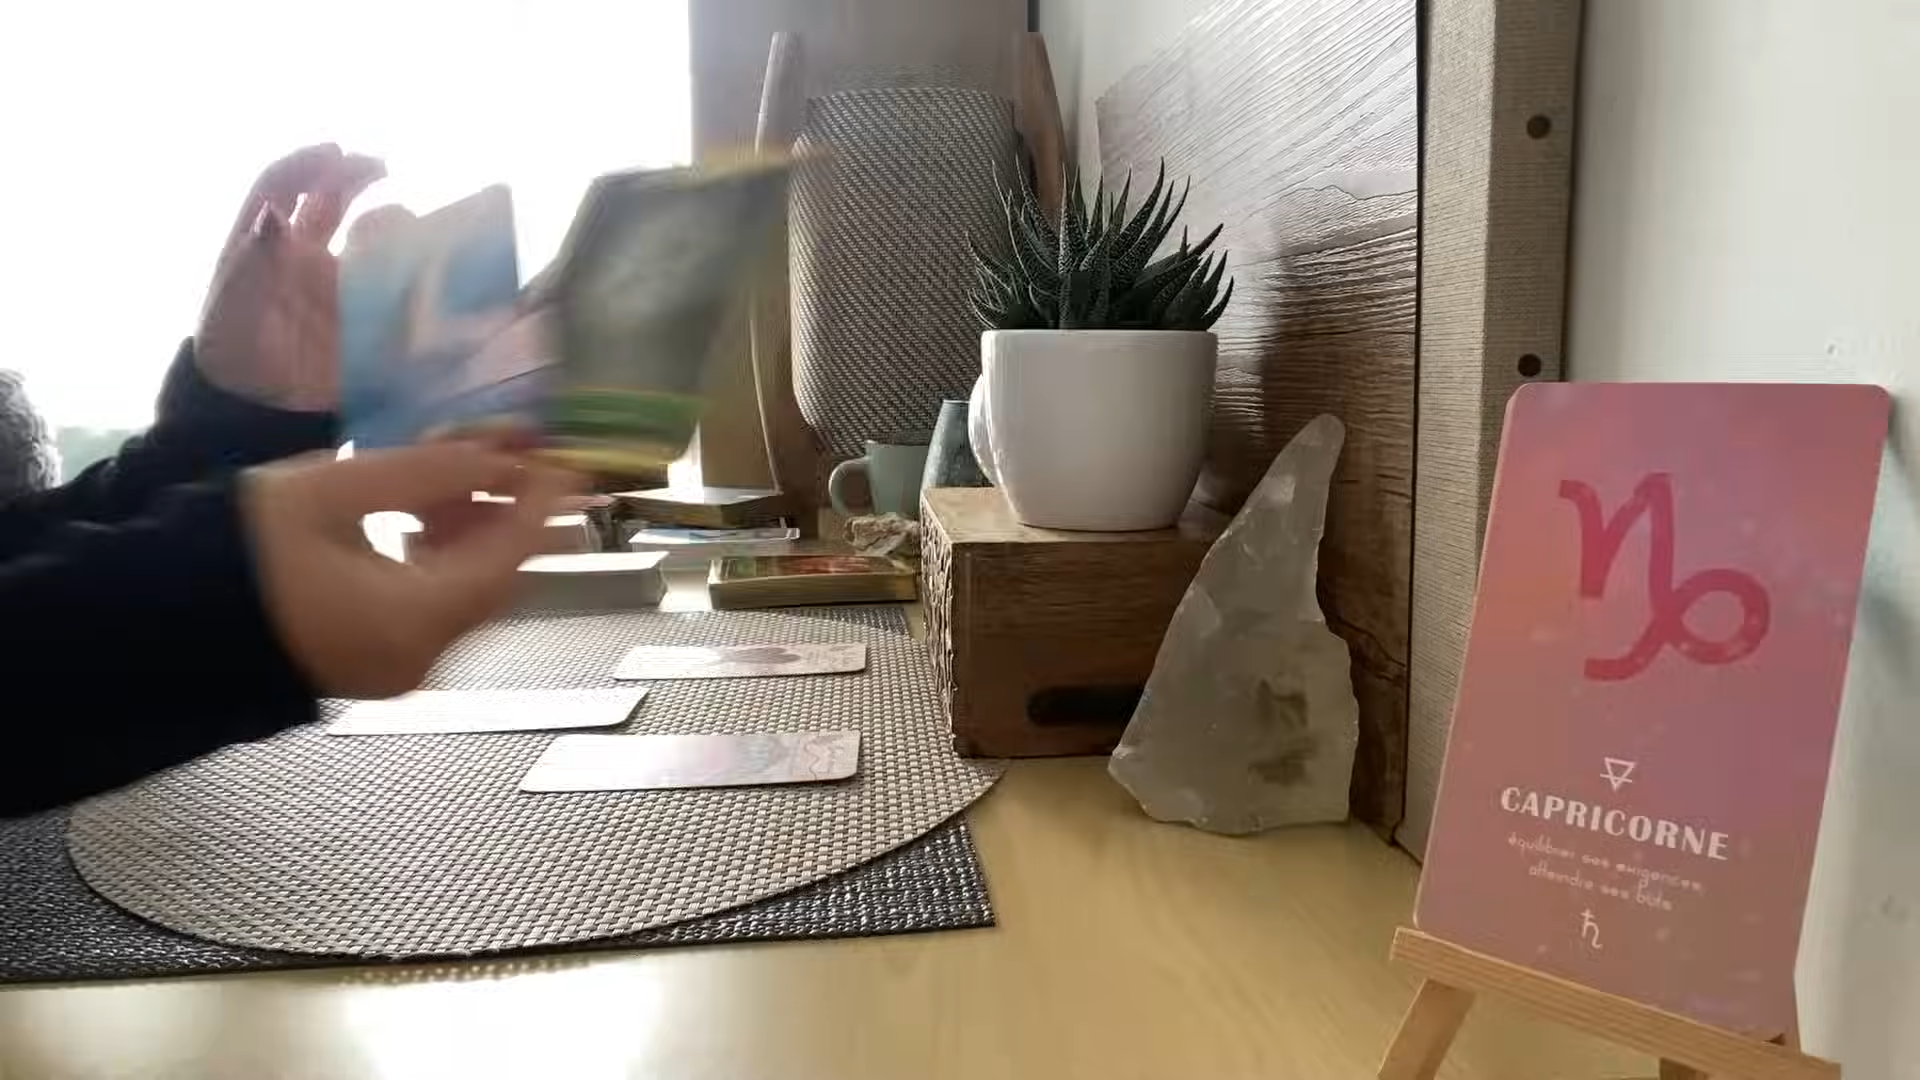 CAPRICORNE
équilibrer ses exigences,
atteindre ses buts